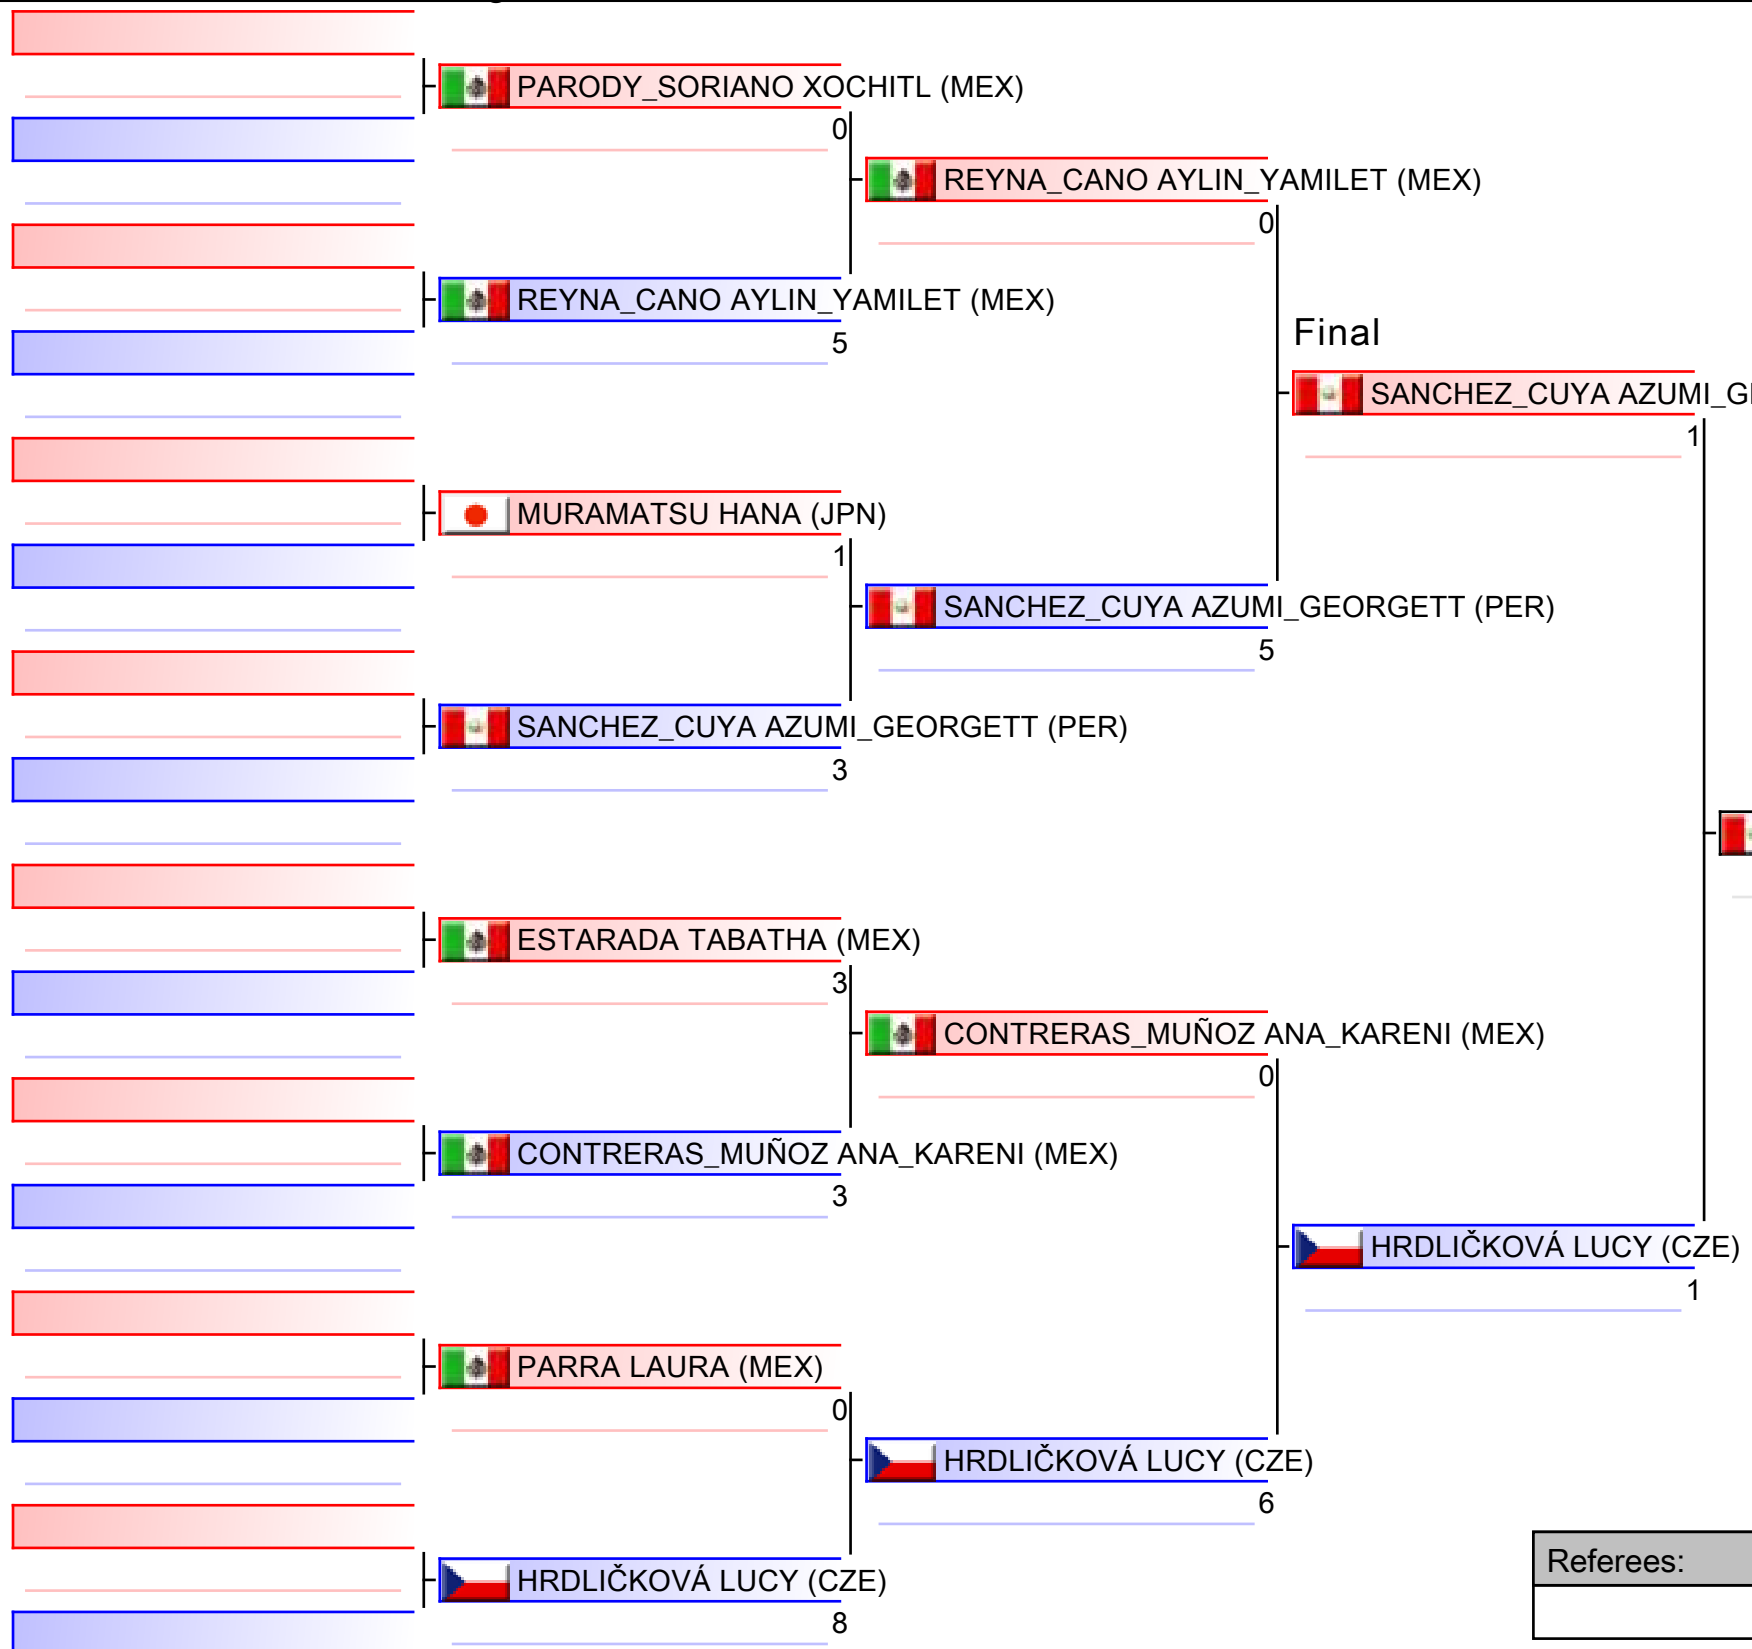 PARODY_SORIANO XOCHITL (MEX)
0
REYNA_CANO AYLIN_YAMILET (MEX)
0
REYNA_CANO AYLIN_YAMILET (MEX)
5
Final
SANCHEZ_CUYA AZUMI_G
1
MURAMATSU HANA (JPN)
1
SANCHEZ_CUYA AZUMI_GEORGETT (PER)
5
SANCHEZ_CUYA AZUMI_GEORGETT (PER)
3
ESTARADA TABATHA (MEX)
3
CONTRERAS_MUÑOZ ANA_KARENI (MEX)
0
CONTRERAS_MUÑOZ ANA_KARENI (MEX)
3
HRDLIČKOVÁ LUCY (CZE)
1
PARRA LAURA (MEX)
0
HRDLIČKOVÁ LUCY (CZE)
6
HRDLIČKOVÁ LUCY (CZE)
8
Referees: